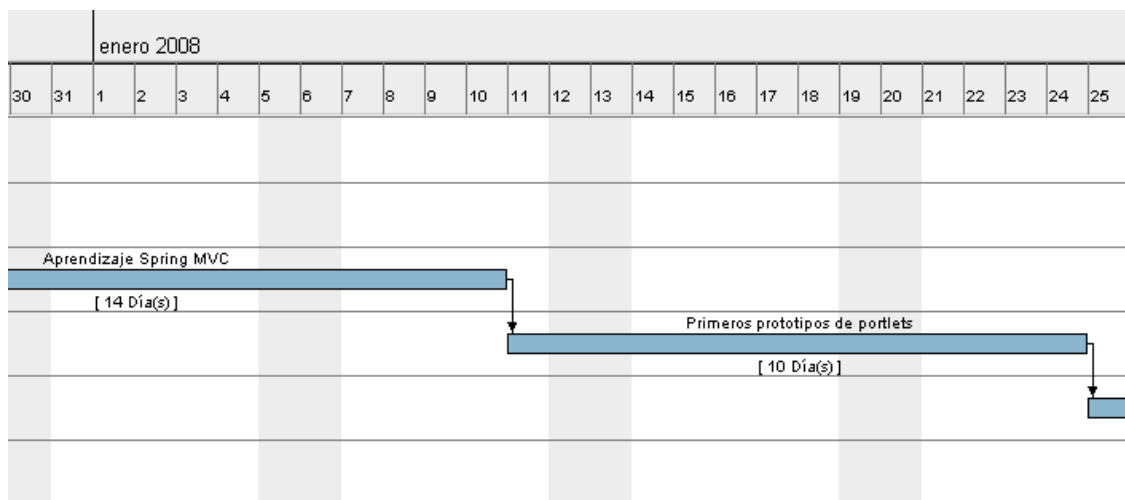 enero 2008
30 31 1 2 3 4 5 6 7 8 9 10 11 12 13 14 15 16 17 18 19 20 21 22 23 24 25
Aprendizaje Spring MVC
[ 14 Día(s) ]
Primeros prototipos de portlets
[ 10 Día(s) ]